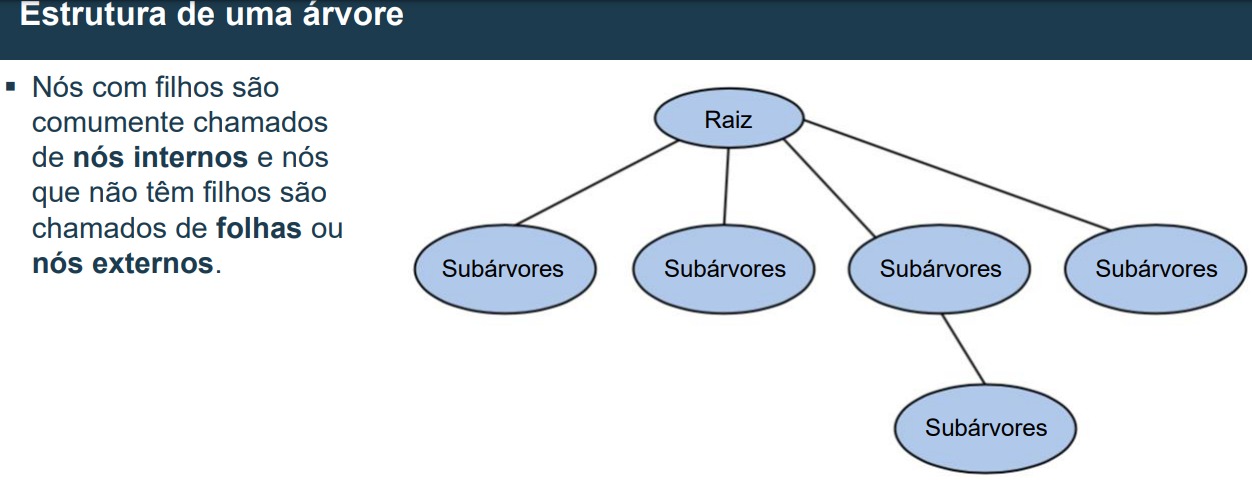 Estrutura de uma árvore
▪ Nós com filhos são
comumente chamados
de nós internos e nós
que não têm filhos são
chamados de folhas ou
nós externos.
Raiz
Subárvores
Subárvores
Subárvores
Subárvores
Subárvores